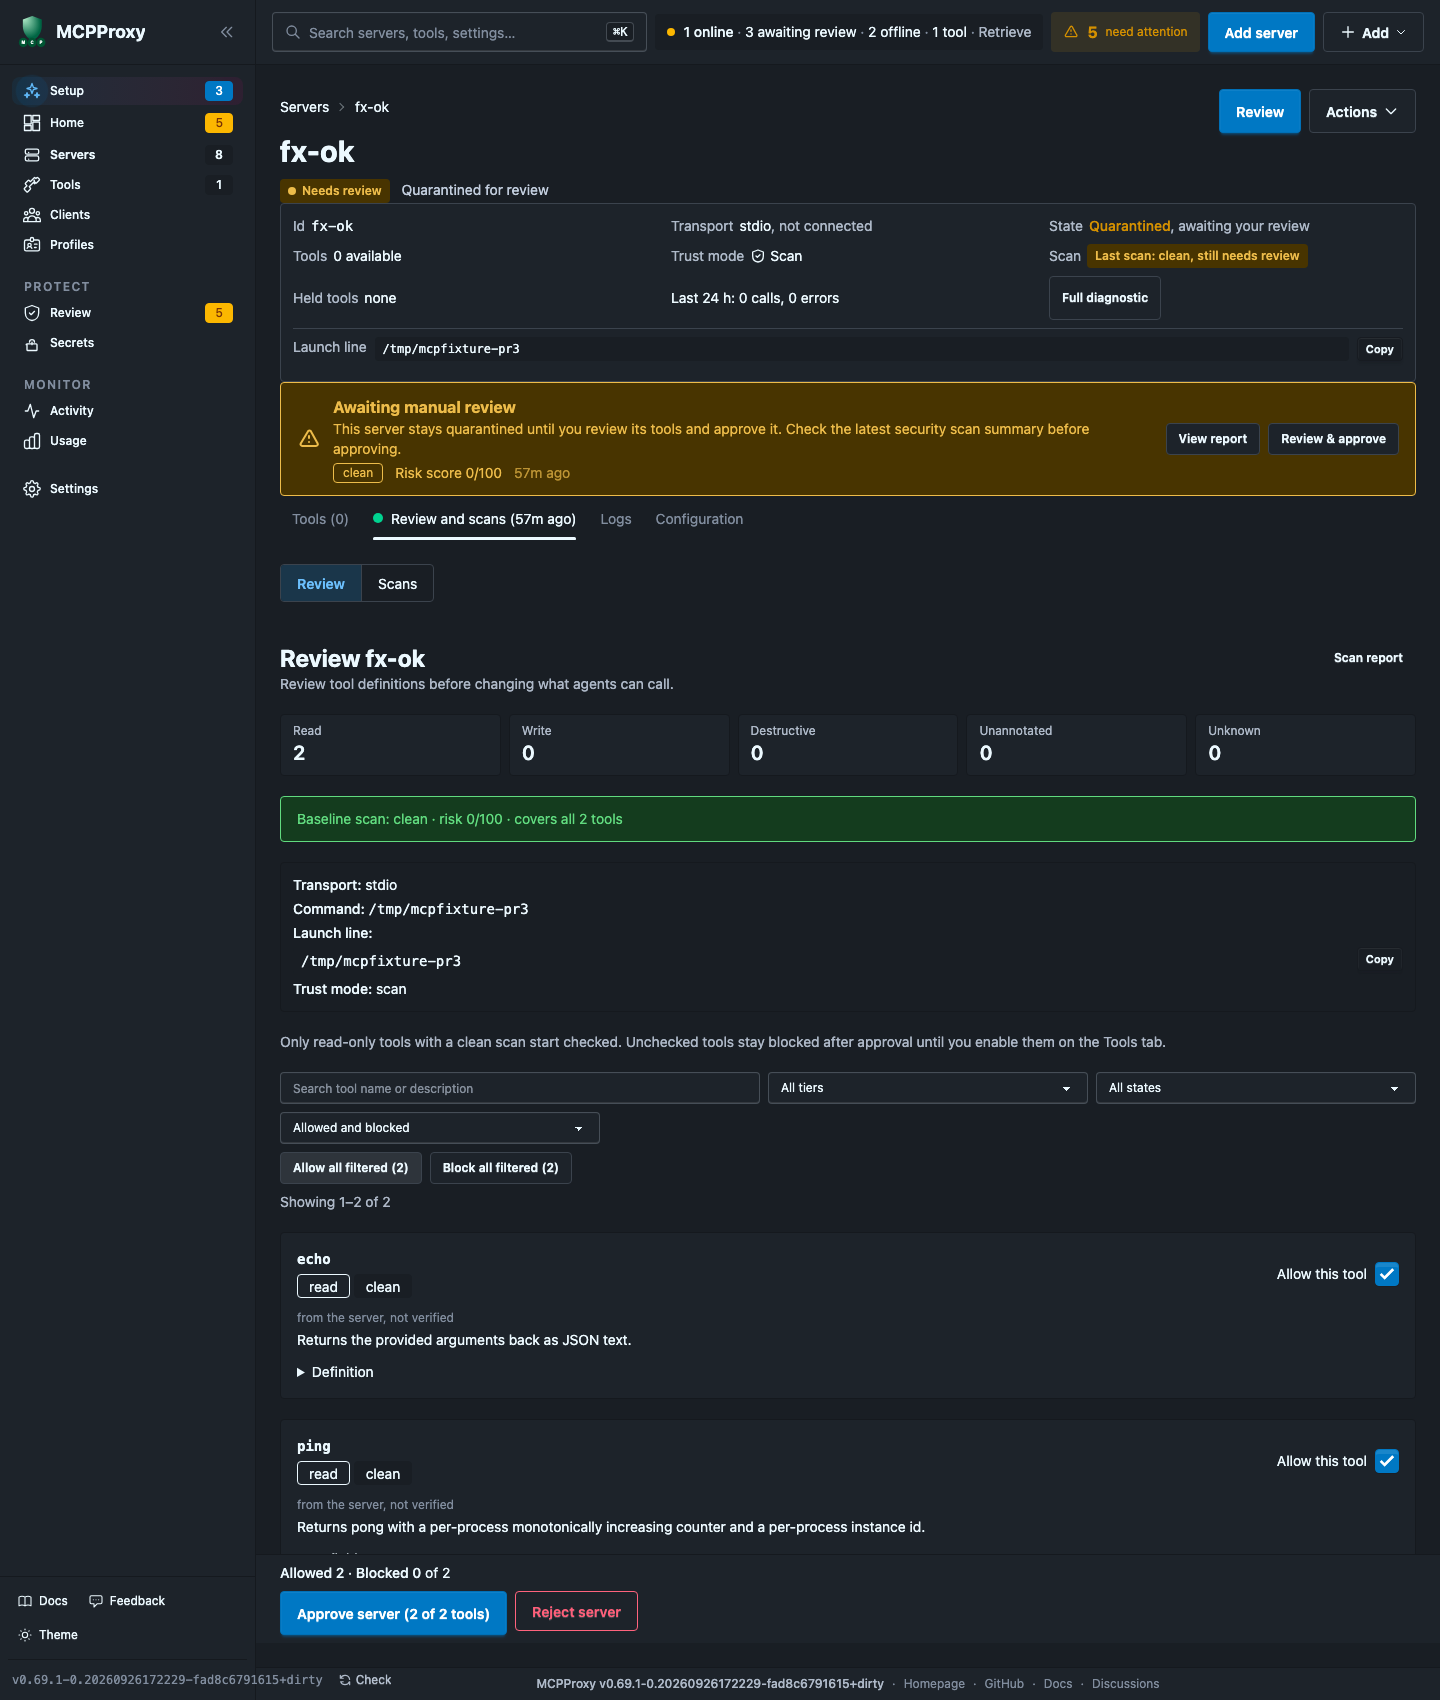 MCPProxy
Search servers, tools, settings... ⌘K
1 online · 3 awaiting review · 2 offline · 1 tool · Retrieve
5 need attention
Add server
Add
Setup 3
Home 5
Servers 8
Tools 1
Clients
Profiles
PROTECT
Review 5
Secrets
MONITOR
Activity
Usage
Settings
Servers > fx-ok
Review
Actions
fx-ok
Needs review Quarantined for review
Id fx-ok
Transport stdio, not connected
State Quarantined, awaiting your review
Tools 0 available
Trust mode Scan
Scan Last scan: clean, still needs review
Held tools none
Last 24 h: 0 calls, 0 errors
Full diagnostic
Launch line /tmp/mcpfixture-pr3 Copy
Awaiting manual review
This server stays quarantined until you review its tools and approve it. Check the latest security scan summary before
approving.
clean Risk score 0/100 57m ago
View report
Review & approve
Tools (0) Review and scans (57m ago) Logs Configuration
Review Scans
Review fx-ok
Scan report
Review tool definitions before changing what agents can call.
Read
2
Write
0
Destructive
0
Unannotated
0
Unknown
0
Baseline scan: clean · risk 0/100 · covers all 2 tools
Transport: stdio
Command: /tmp/mcpfixture-pr3
Launch line:
/tmp/mcpfixture-pr3 Copy
Trust mode: scan
Only read-only tools with a clean scan start checked. Unchecked tools stay blocked after approval until you enable them on the Tools tab.
Search tool name or description
All tiers
All states
Allowed and blocked
Allow all filtered (2) Block all filtered (2)
Showing 1–2 of 2
echo
read clean
Allow this tool
from the server, not verified
Returns the provided arguments back as JSON text.
Definition
ping
read clean
Allow this tool
from the server, not verified
Returns pong with a per-process monotonically increasing counter and a per-process instance id.
Allowed 2 · Blocked 0 of 2
Approve server (2 of 2 tools) Reject server
Docs Feedback
Theme
v0.69.1-0.20260926172229-fad8c6791615+dirty Check
MCPProxy v0.69.1-0.20260926172229-fad8c6791615+dirty · Homepage · GitHub · Docs · Discussions